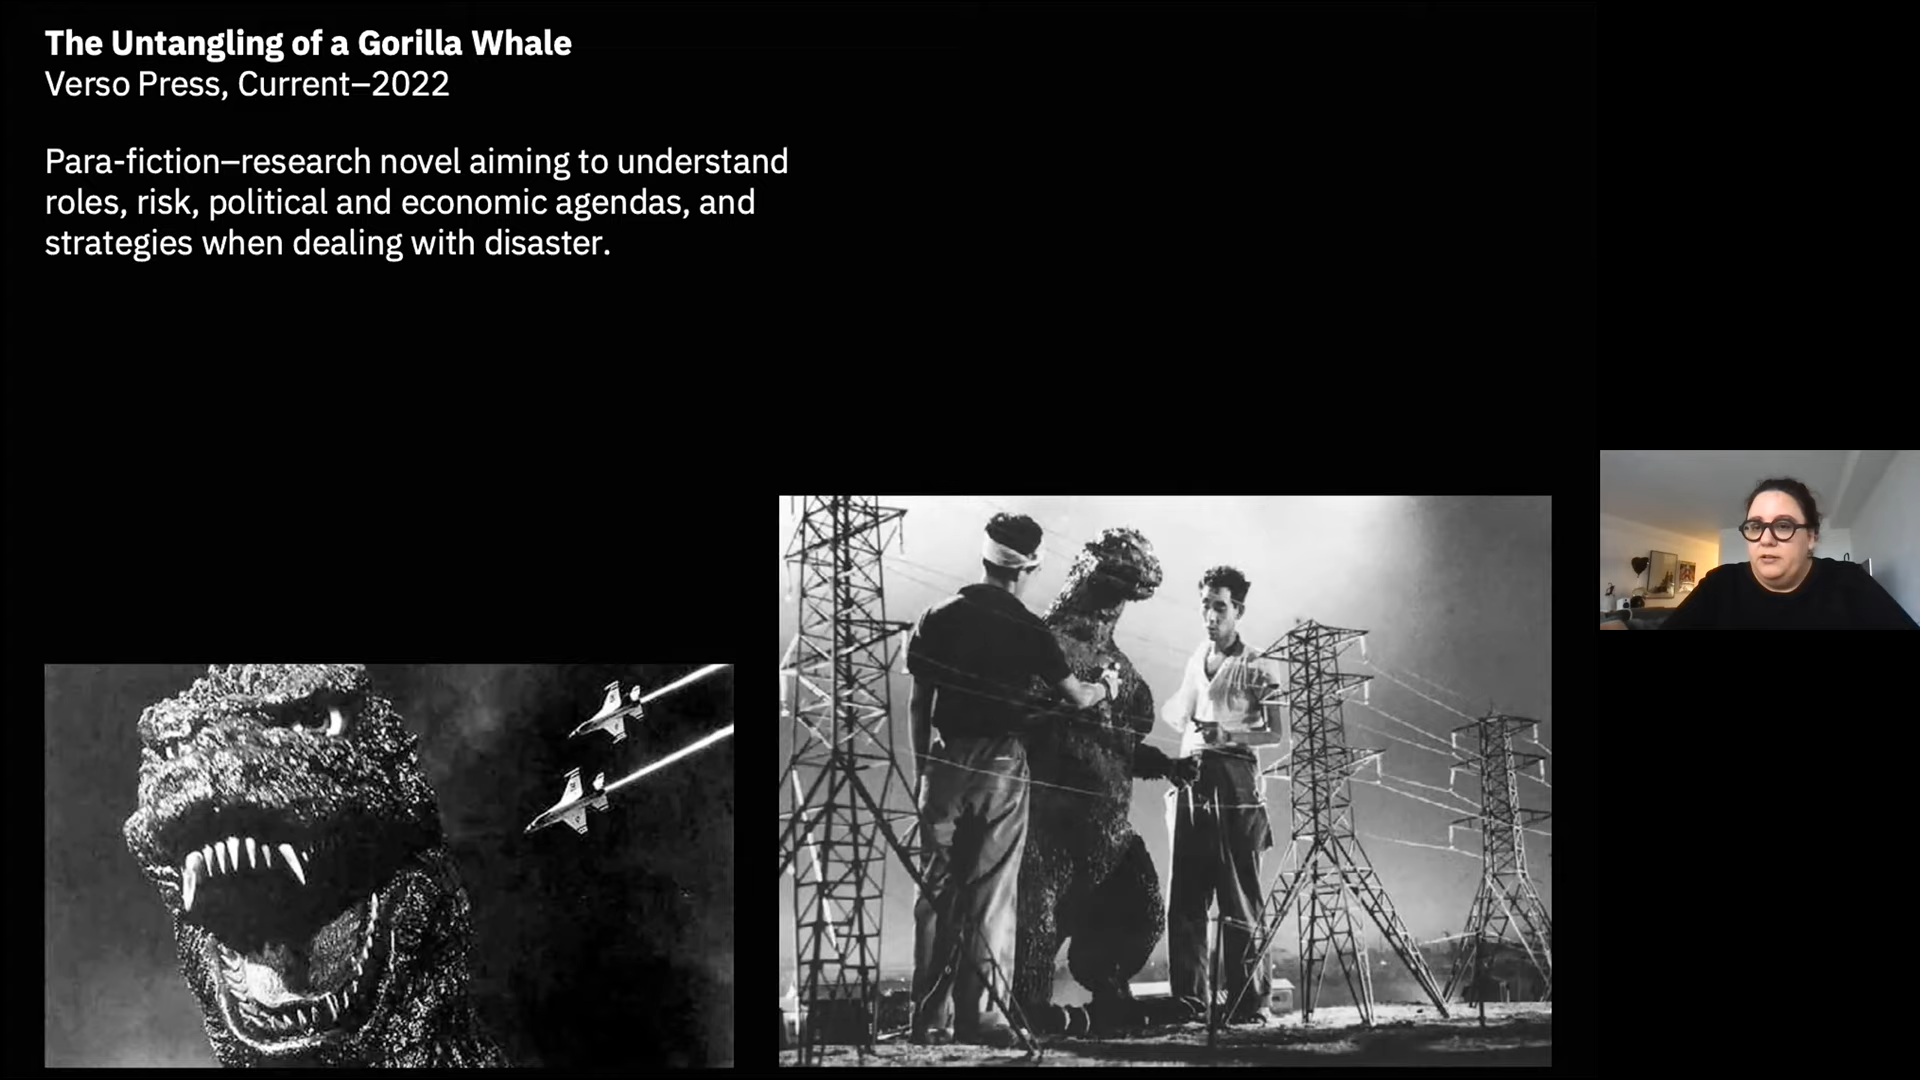 The Untangling of a Gorilla Whale
Verso Press, Current–2022
Para-fiction–research novel aiming to understand
roles, risk, political and economic agendas, and
strategies when dealing with disaster.